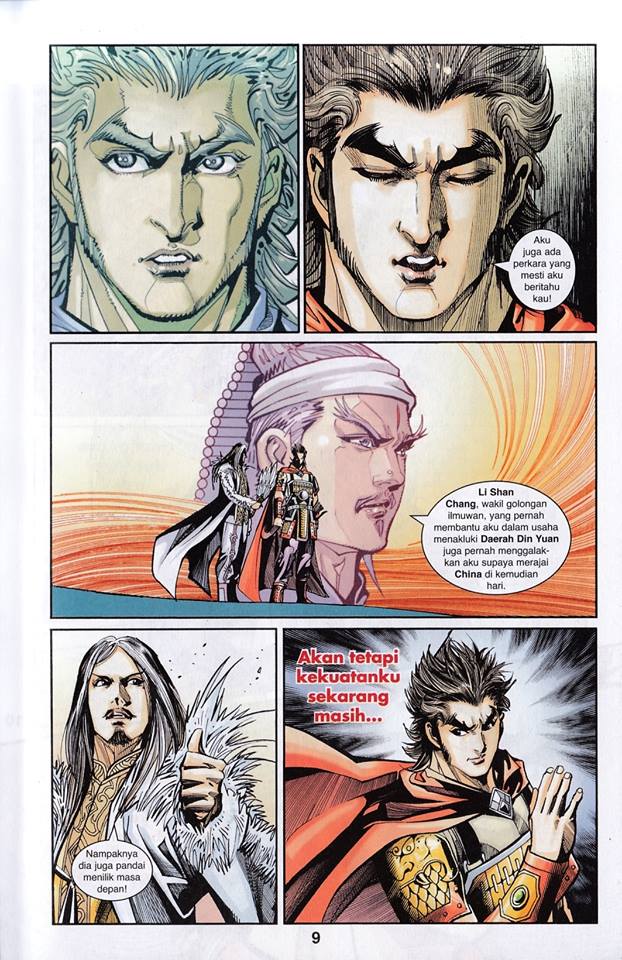 Aku
juga ada
perkara yang
mesti aku
beritahu
kau!
Li Shan
Chang, wakil golongan
ilmuwan, yang pernah
membantu aku dalam usaha
menakluki Daerah Din Yuan
juga pernah menggalak-
kan aku supaya merajai
China di kemudian
hari.
Nampaknya
dia juga pandai
menilik masa
depan!
Akan tetapi
kekuatanku
sekarang
masih...
9